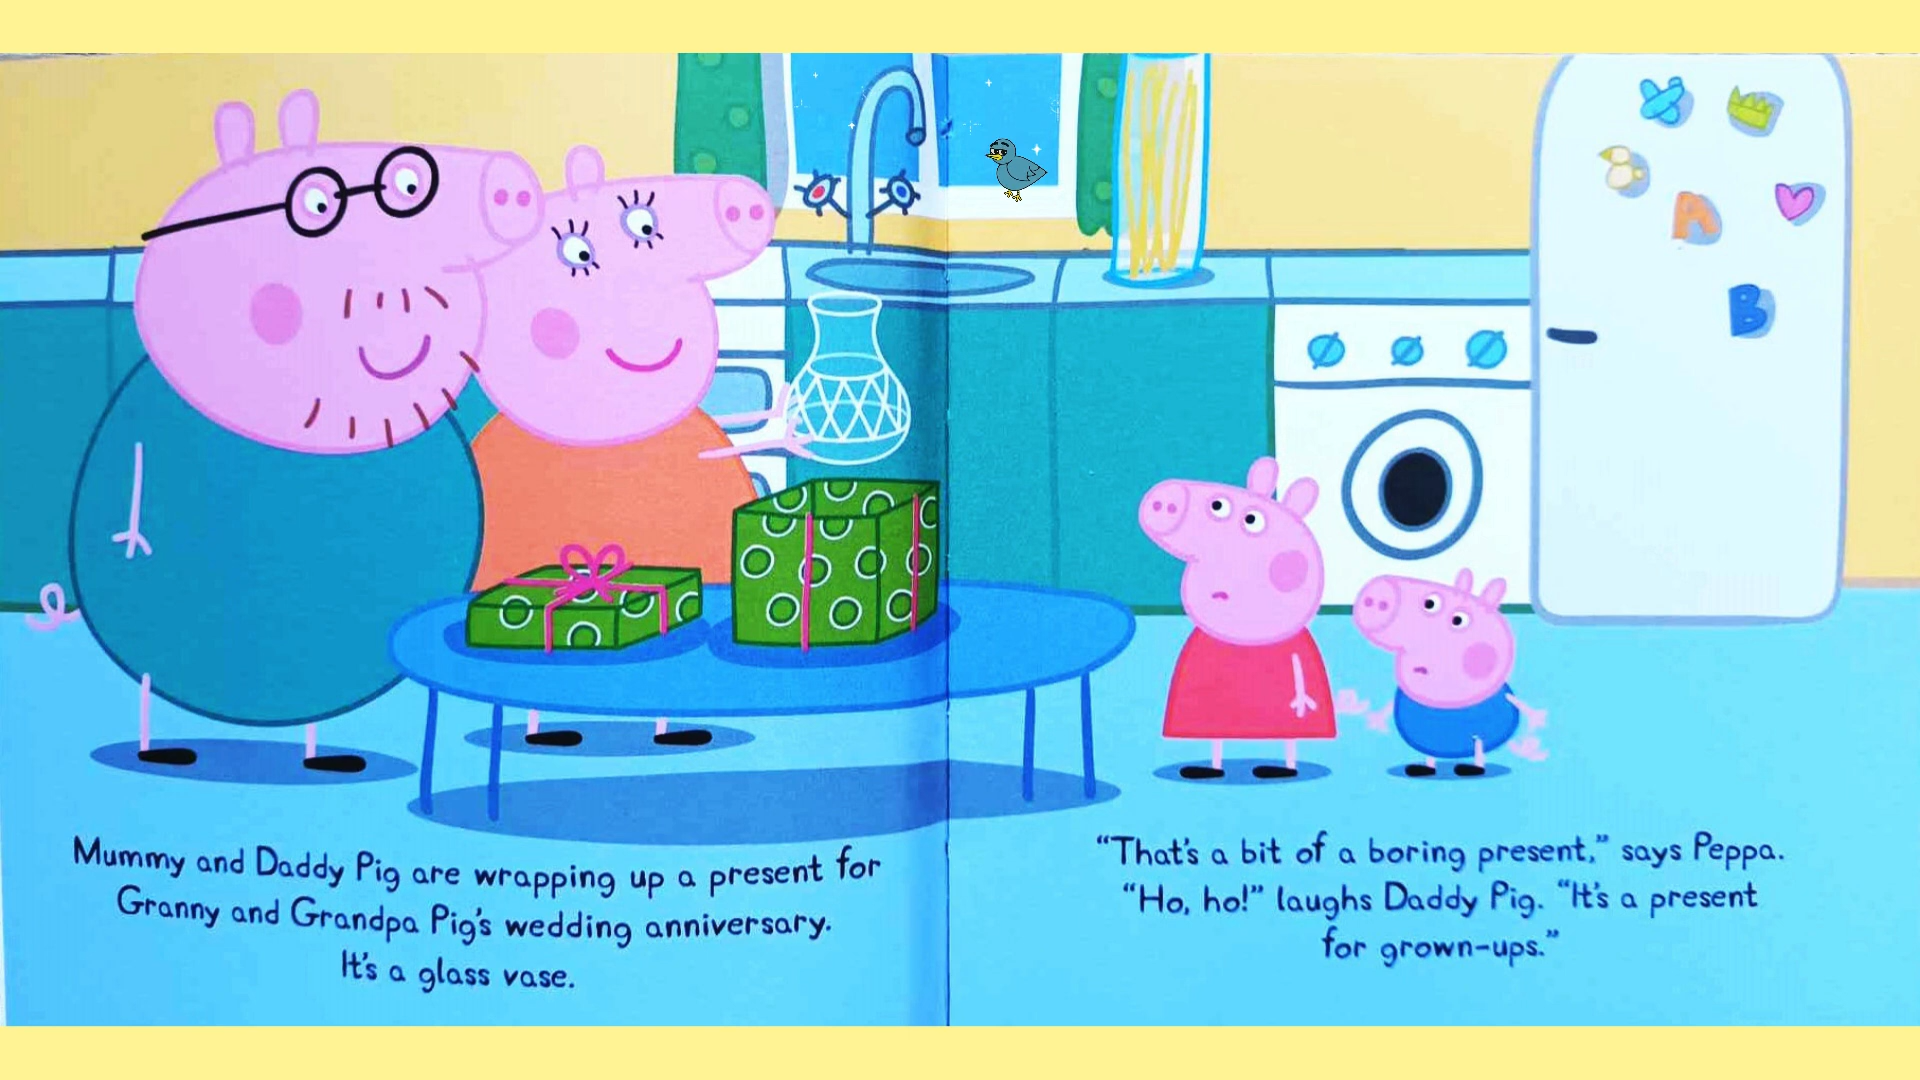 A
B
Mummy and Daddy Pig are wrapping up a present for
Granny and Grandpa Pig's wedding anniversary.
It's a glass vase.
“That's a bit of a boring present,” says Peppa.
“Ho, ho!” laughs Daddy Pig. “It's a present
for grown-ups.”